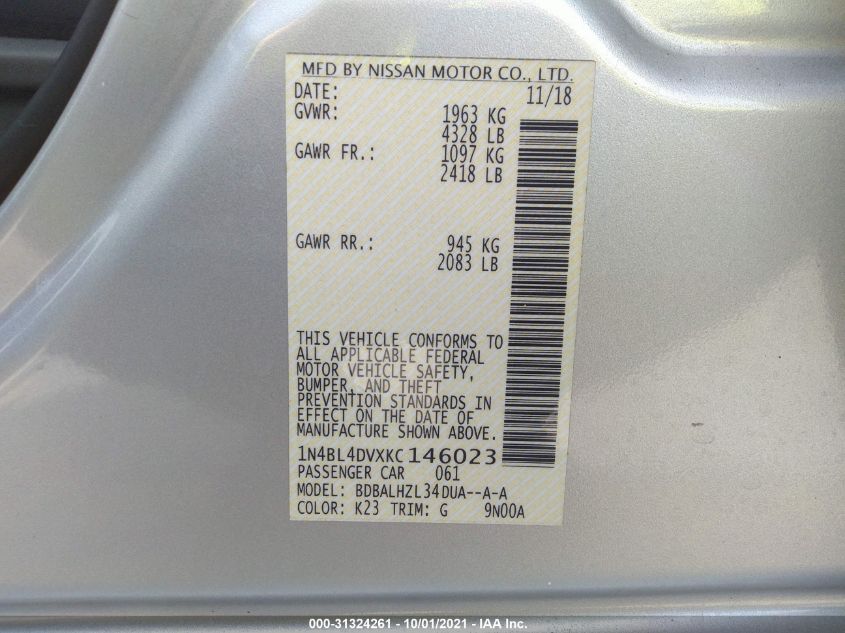 MFD BY NISSAN MOTOR CO., LTD.
DATE: 11/18
GVWR: 1963 KG
4328 LB
GAWR FR.: 1097 KG
2418 LB
GAWR RR.: 945 KG
2083 LB
THIS VEHICLE CONFORMS TO
ALL APPLICABLE FEDERAL
MOTOR VEHICLE SAFETY,
BUMPER, AND THEFT
PREVENTION STANDARDS IN
EFFECT ON THE DATE OF
MANUFACTURE SHOWN ABOVE.
1N4BL4DVXKC146023
PASSENGER CAR 061
MODEL: BDBALHZL34DUA--A-A
COLOR: K23 TRIM: G 9N00A
000-31324261 - 10/01/2021 - IAA Inc.